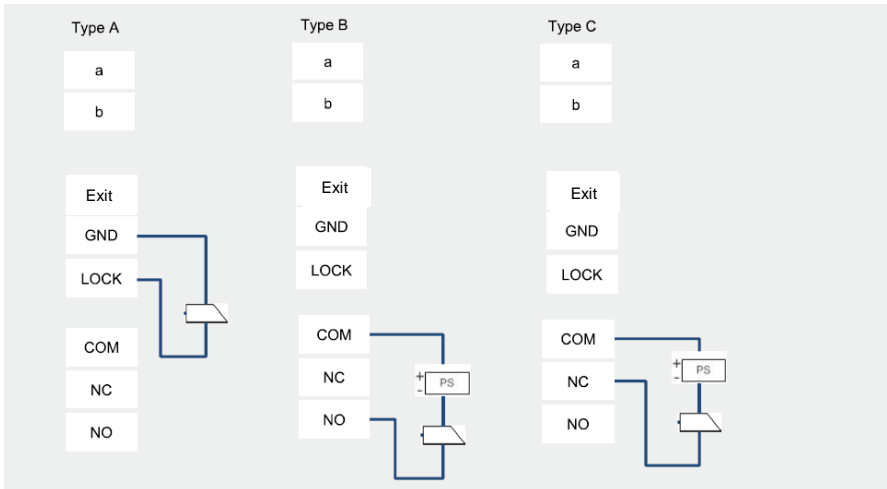 Type A
a
b
Exit
GND
LOCK
COM
NC
NO
Type B
a
b
Exit
GND
LOCK
COM
NC
NO
+
-
PS
Type C
a
b
Exit
GND
LOCK
COM
NC
NO
+
-
PS